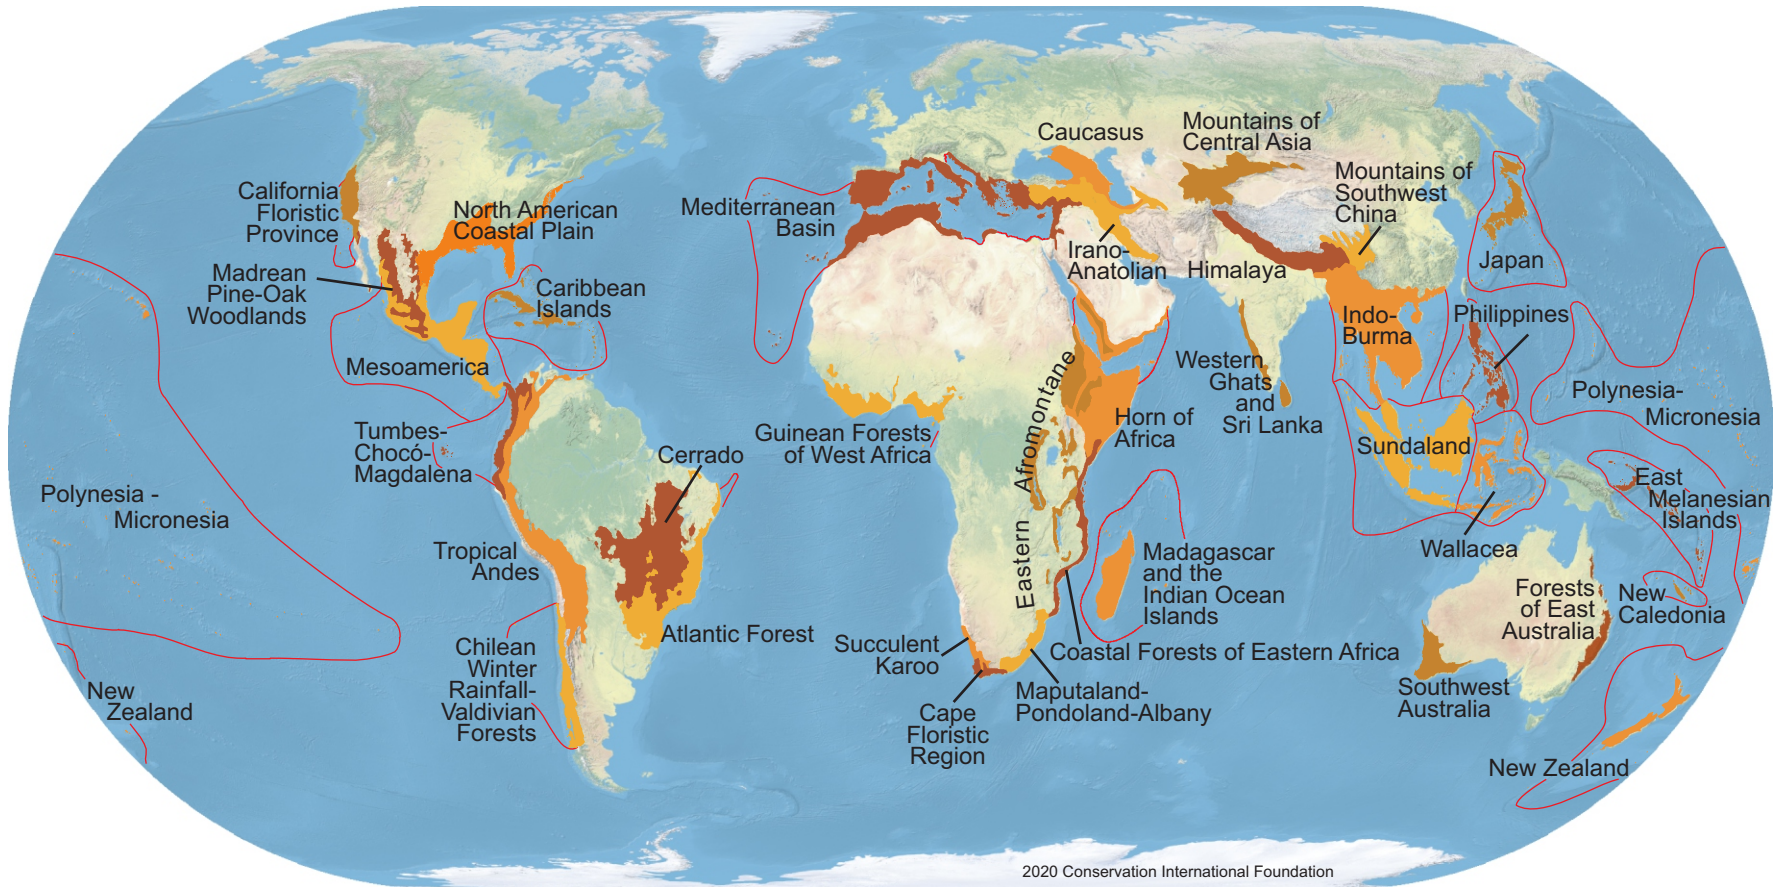 California
Floristic
Province
North American
Coastal Plain
Madrean
Pine-Oak
Woodlands
Caribbean
Islands
Mesoamerica
Tumbes-
Chocó-
Magdalena
Cerrado
Polynesia -
Micronesia
Tropical
Andes
Atlantic Forest
Chilean
Winter
Rainfall-
Valdivian
Forests
New
Zealand
Mediterranean
Basin
Caucasus
Mountains of
Central Asia
Mountains of
Southwest
China
Irano-
Anatolian
Himalaya
Japan
Indo-
Burma
Philippines
Western
Ghats
and
Sri Lanka
Polynesia-
Micronesia
Guinean Forests
of West Africa
Eastern Afromontane
Horn of
Africa
Sundaland
East
Melanesian
Islands
Wallacea
Madagascar
and the
Indian Ocean
Islands
Forests
of East
Australia
New
Caledonia
Succulent
Karoo
Coastal Forests of Eastern Africa
Cape
Floristic
Region
Maputaland-
Pondoland-Albany
Southwest
Australia
New Zealand
2020 Conservation International Foundation